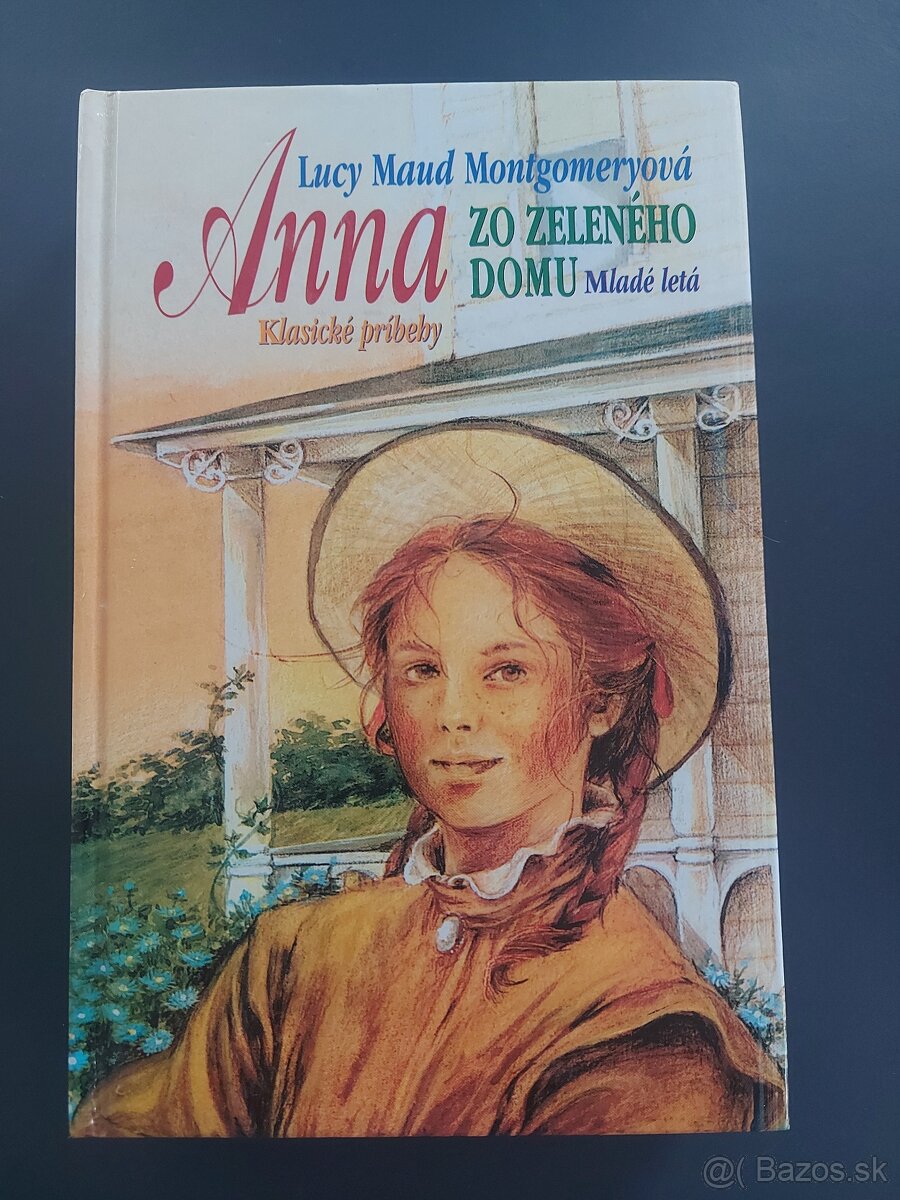 Lucy Maud Montgomeryová
Anna ZO ZELENÉHO
DOMU Mladé letá
Klasické príbehy
@( Bazos.sk